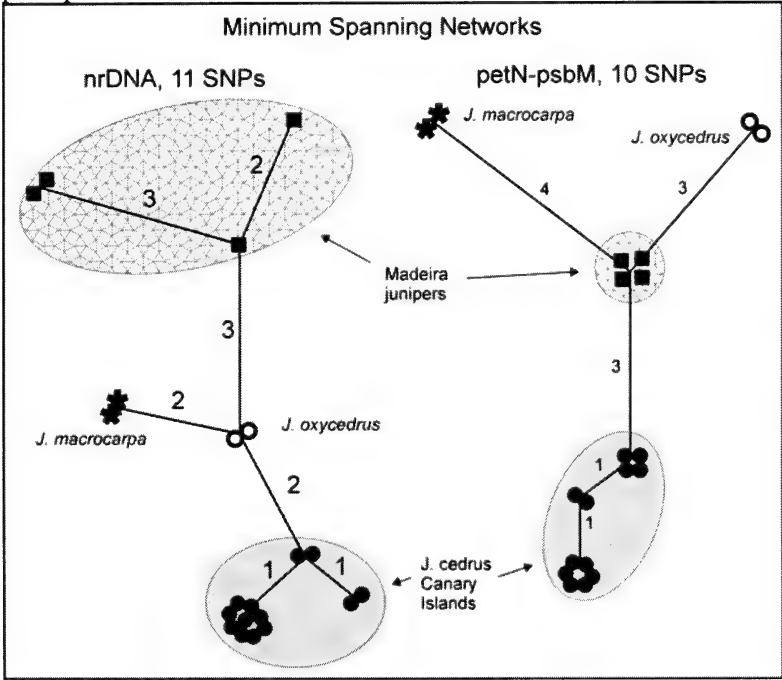 Minimum Spanning Networks
nrDNA, 11 SNPs
petN-psbM, 10 SNPs
J. macrocarpa
J. oxycedrus
2
3
4
3
Madeira
junipers
3
3
2
J. macrocarpa
J. oxycedrus
2
1
1
1
1
J. cedrus
Canary
Islands